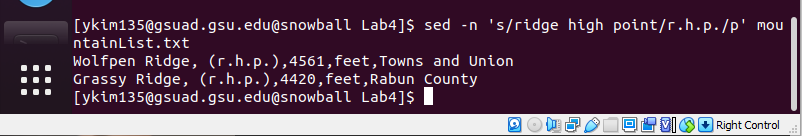 [ykim135@gsuad.gsu.edu@snowball Lab4]$ sed -n 's/ridge high point/r.h.p./p' mou
ntainList.txt
Wolfpen Ridge, (r.h.p.),4561,feet,Towns and Union
Grassy Ridge, (r.h.p.),4420,feet,Rabun County
[ykim135@gsuad.gsu.edu@snowball Lab4]$
Right Control